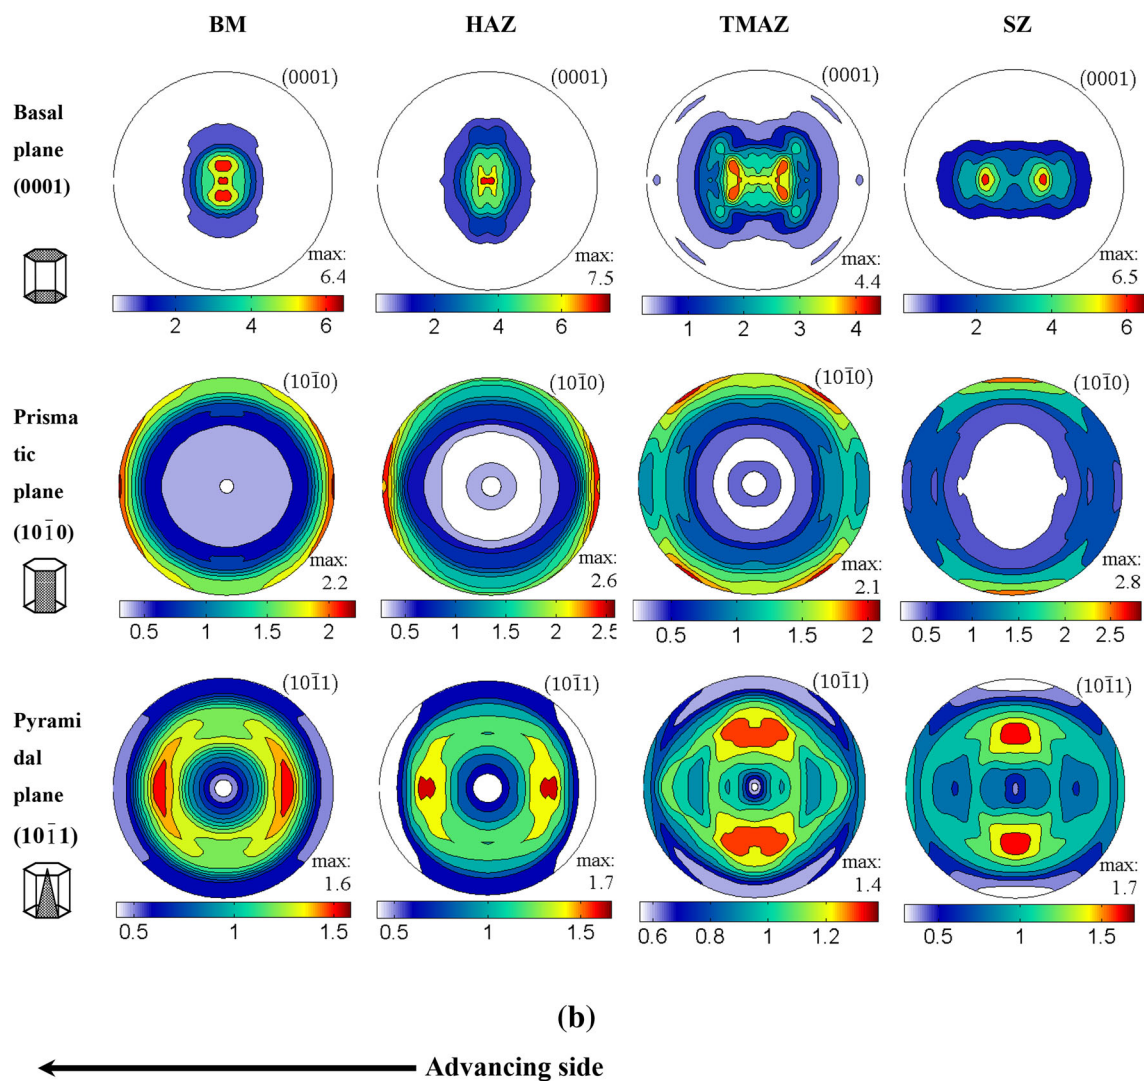 BM HAZ TMAZ SZ
Basal
plane
(0001)
(0001) (0001) (0001) (0001)
max:
6.4
max:
7.5
max:
4.4
max:
6.5
2 4 6
2 4 6
1 2 3 4
2 4 6
Prisma
tic
plane
(101̅0)
(101̅0) (101̅0) (101̅0) (101̅0)
max:
2.2
max:
2.6
max:
2.1
max:
2.8
0.5 1 1.5 2
0.5 1 1.5 2 2.5
0.5 1 1.5 2
0.5 1 1.5 2 2.5
Pyrami
dal
plane
(101̅1)
(101̅1) (101̅1) (101̅1) (101̅1)
max:
1.6
max:
1.7
max:
1.4
max:
1.7
0.5 1 1.5
0.5 1 1.5
0.6 0.8 1 1.2
0.5 1 1.5
(b)
Advancing side